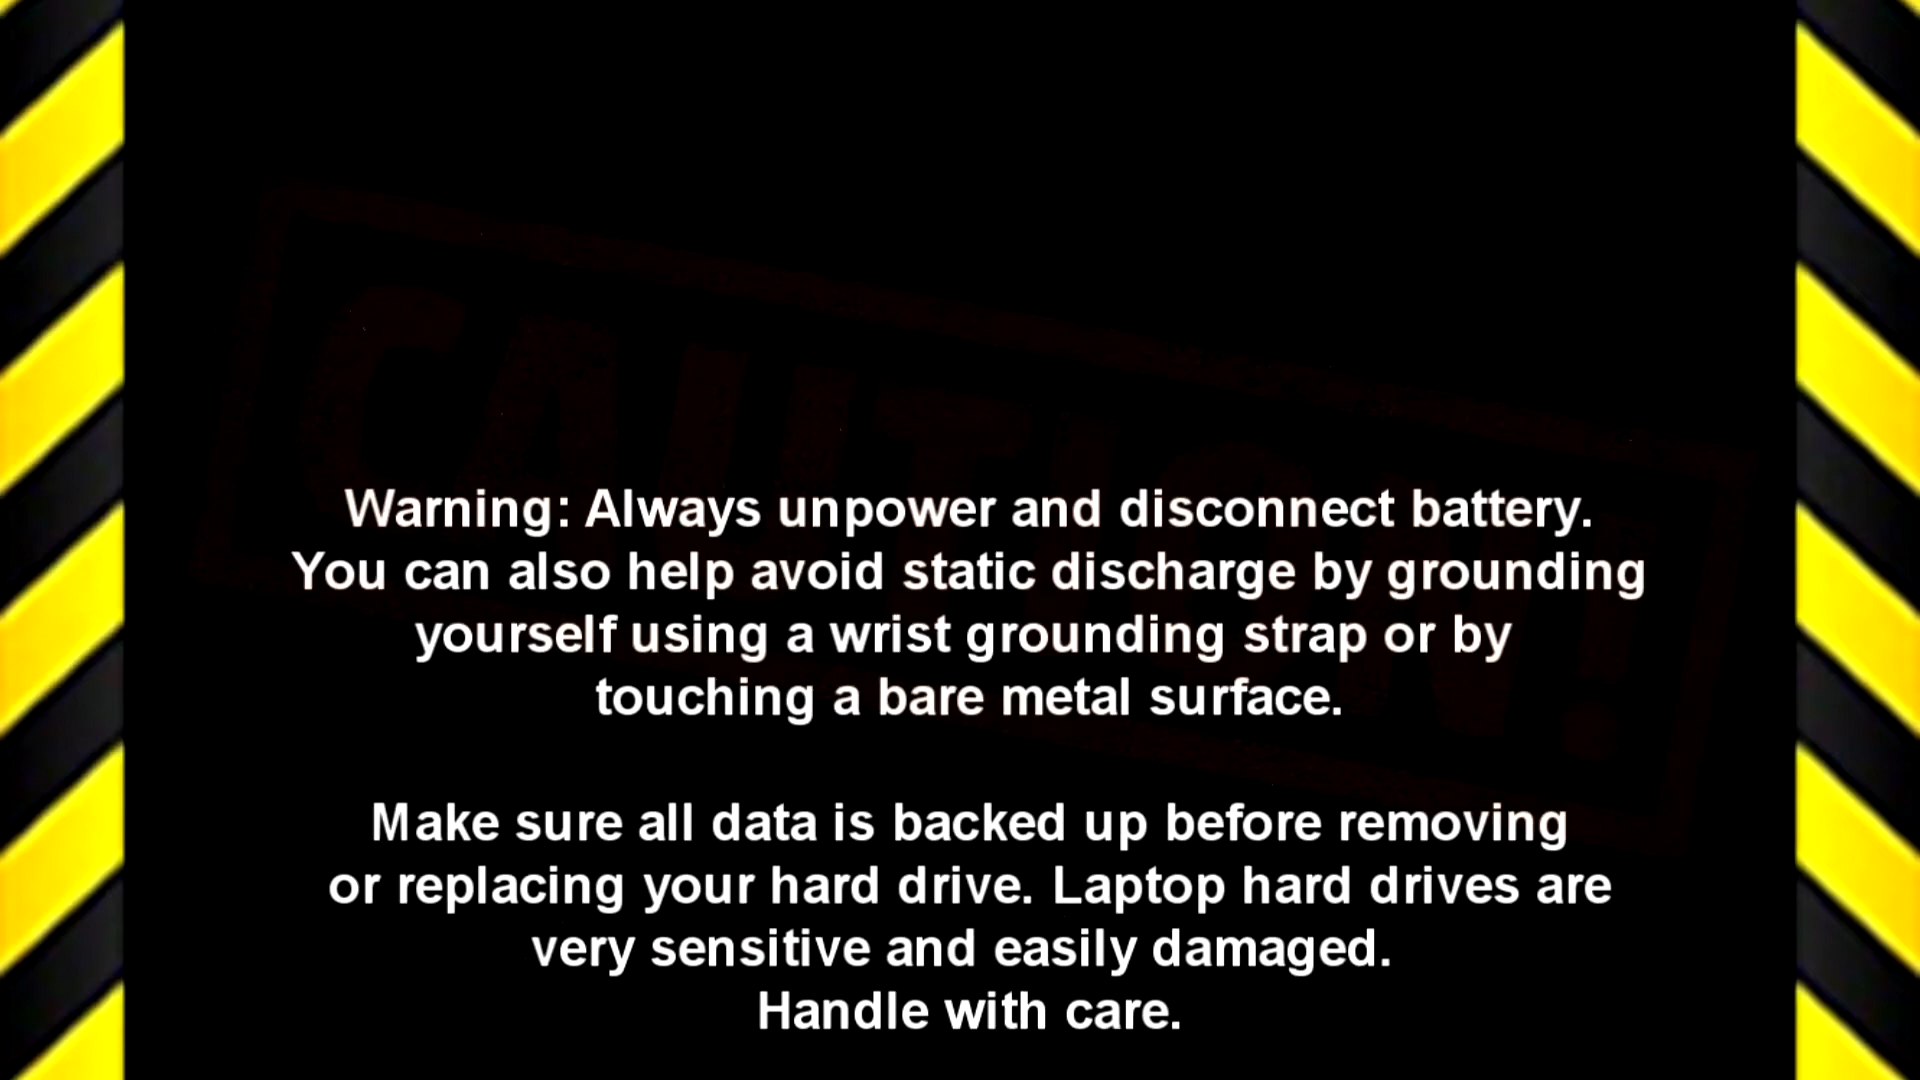 CAUTION!
Warning: Always unpower and disconnect battery.
You can also help avoid static discharge by grounding
yourself using a wrist grounding strap or by
touching a bare metal surface.
Make sure all data is backed up before removing
or replacing your hard drive. Laptop hard drives are
very sensitive and easily damaged.
Handle with care.